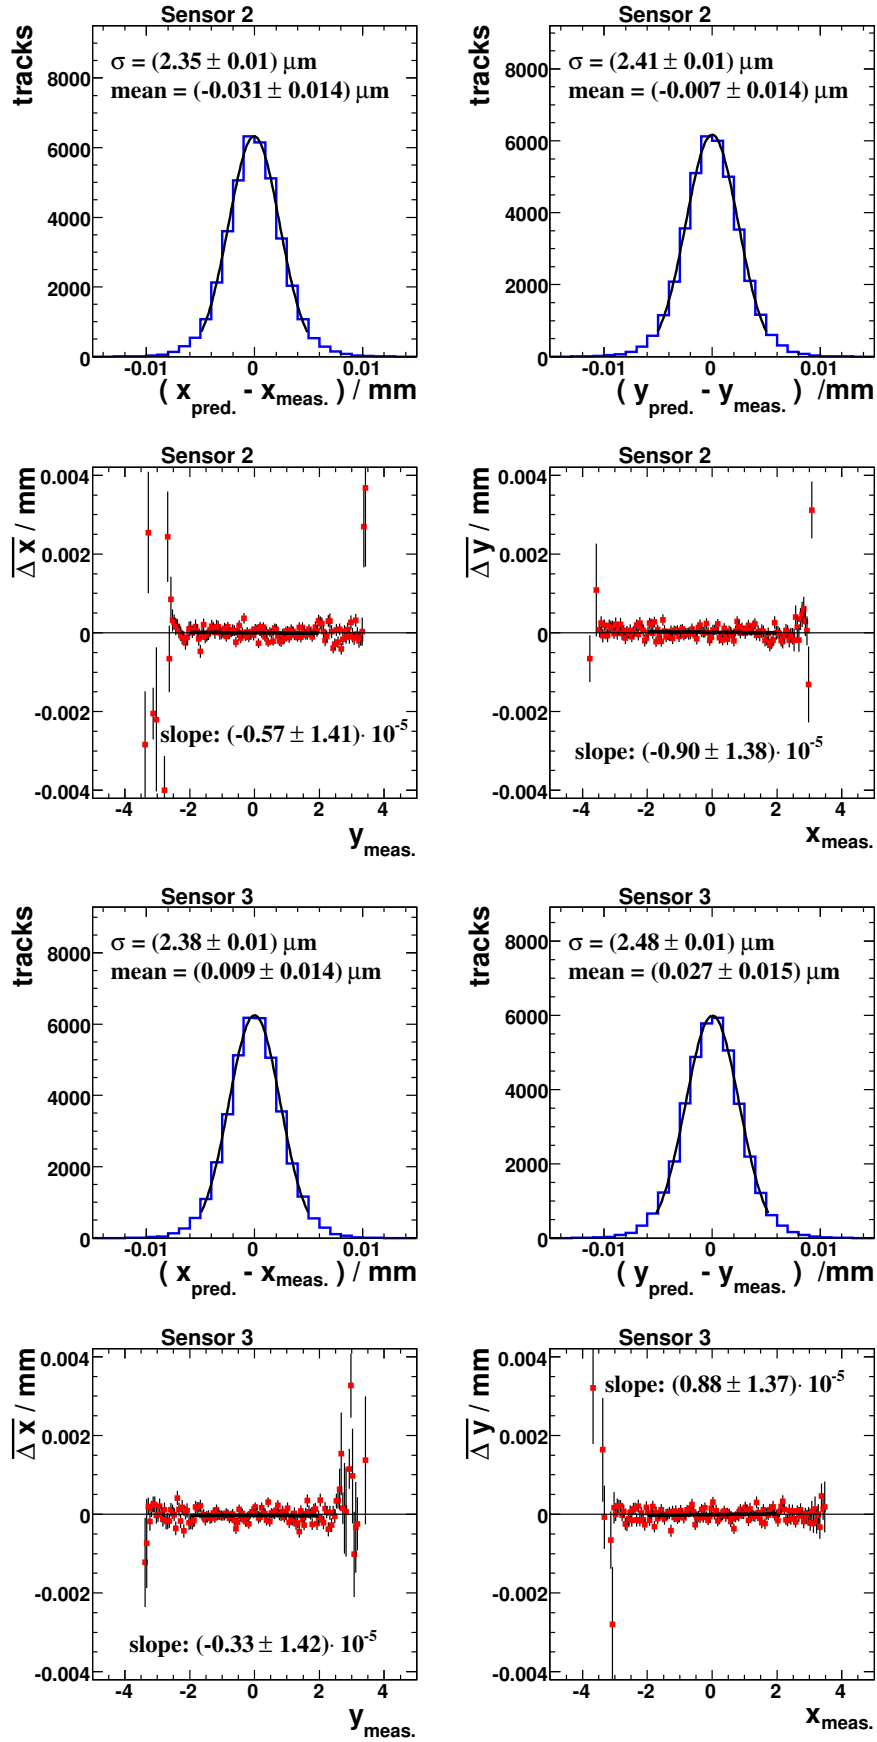 Sensor 2
tracks
8000
6000
4000
2000
0
σ = (2.35 ± 0.01) μm
mean = (-0.031 ± 0.014) μm
-0.01 0 0.01
( x_pred. - x_meas. ) / mm
Sensor 2
tracks
8000
6000
4000
2000
0
σ = (2.41 ± 0.01) μm
mean = (-0.007 ± 0.014) μm
-0.01 0 0.01
( y_pred. - y_meas. ) /mm
Sensor 2
Δx / mm
0.004
0.002
0
-0.002
-0.004
slope: (-0.57 ± 1.41)· 10^-5
-4 -2 0 2 4
y_meas.
Sensor 2
Δy / mm
0.004
0.002
0
-0.002
-0.004
slope: (-0.90 ± 1.38)· 10^-5
-4 -2 0 2 4
x_meas.
Sensor 3
tracks
8000
6000
4000
2000
0
σ = (2.38 ± 0.01) μm
mean = (0.009 ± 0.014) μm
-0.01 0 0.01
( x_pred. - x_meas. ) / mm
Sensor 3
tracks
8000
6000
4000
2000
0
σ = (2.48 ± 0.01) μm
mean = (0.027 ± 0.015) μm
-0.01 0 0.01
( y_pred. - y_meas. ) /mm
Sensor 3
Δx / mm
0.004
0.002
0
-0.002
-0.004
slope: (-0.33 ± 1.42)· 10^-5
-4 -2 0 2 4
y_meas.
Sensor 3
Δy / mm
0.004
0.002
0
-0.002
-0.004
slope: (0.88 ± 1.37)· 10^-5
-4 -2 0 2 4
x_meas.